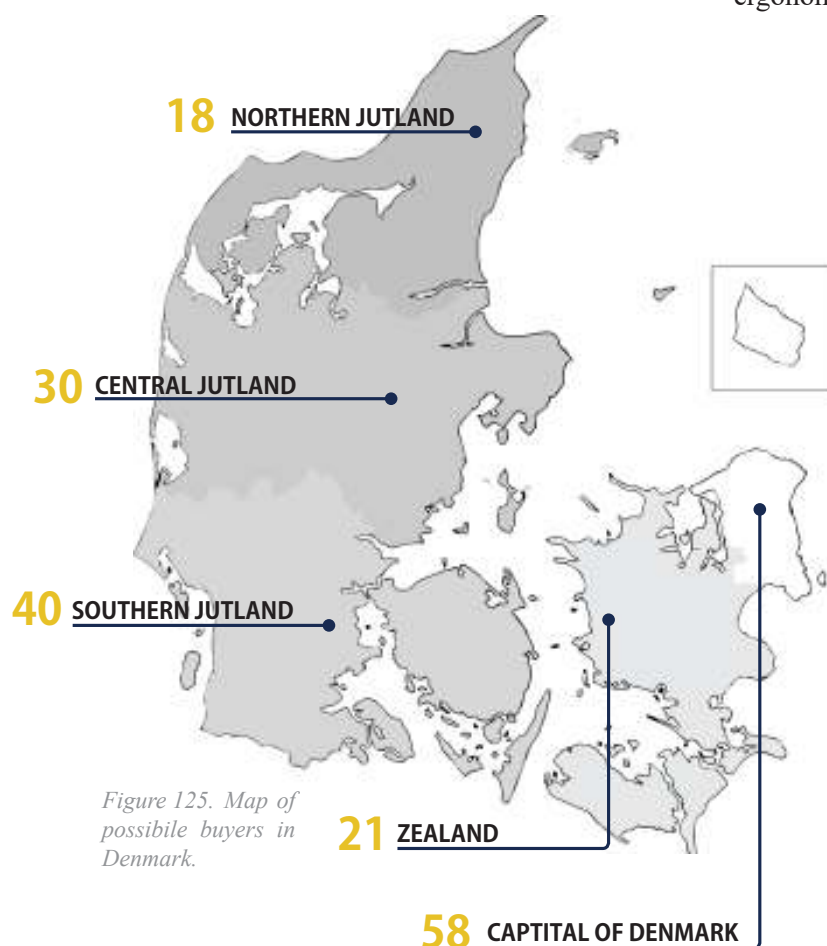 18 NORTHERN JUTLAND
30 CENTRAL JUTLAND
40 SOUTHERN JUTLAND
Figure 125. Map of
possibile buyers in
Denmark.
21 ZEALAND
58 CAPTITAL OF DENMARK